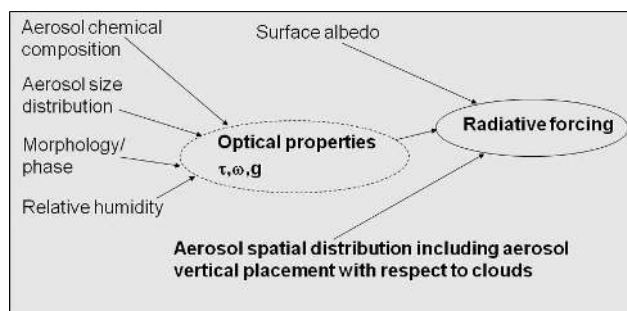 Aerosol chemical
composition
Surface albedo
Aerosol size
distribution
Radiative forcing
Morphology/
phase
Optical properties
τ,ω,g
Relative humidity
Aerosol spatial distribution including aerosol
vertical placement with respect to clouds